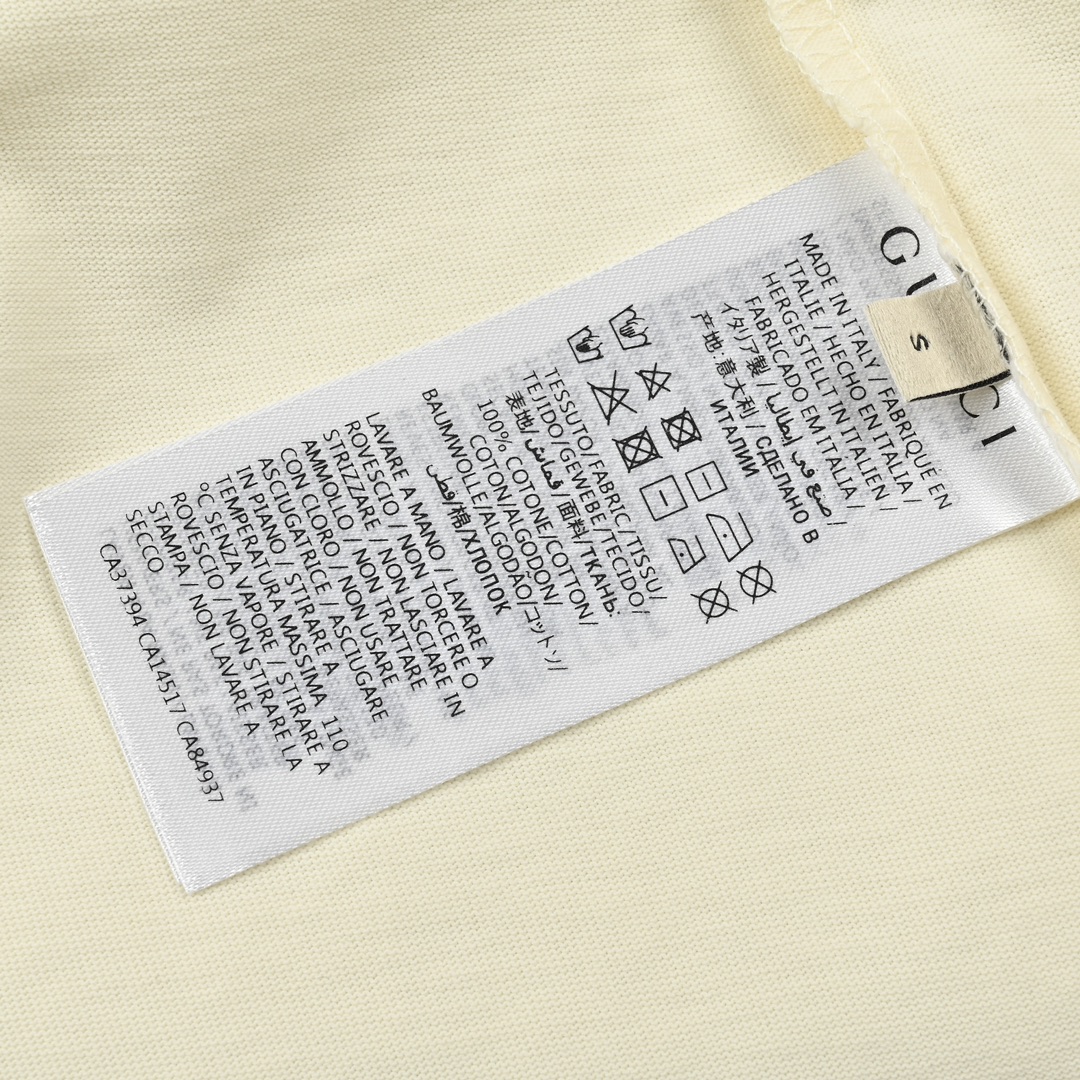 GUCCI
S
MADE IN ITALY / FABRIQUÉ EN
ITALIE / HECHO EN ITALIA /
HERGESTELLT IN ITALIEN /
FABRICADO EM ITALIA /
イタリア製 / صنع في إيطاليا /
产地: 意大利 / СДЕЛАНО В
ИТАЛИИ
TESSUTO/FABRIC/TISSU/
TEJIDO/GEWEBE/TECIDO/
表地/قماش/面料/ТКАНЬ:
100% COTONE/COTTON/
COTON/ALGODON/
BAUMWOLLE/ALGODÃO/コットン/
قطن/棉/ХЛОПОК
LAVARE A MANO / LAVARE A
ROVESCIO / NON TORCERE O
STRIZZARE / NON LASCIARE IN
AMMOLLO / NON TRATTARE
CON CLORO / NON USARE
ASCIUGATRICE / ASCIUGARE
IN PIANO / STIRARE A
TEMPERATURA MASSIMA 110
°C SENZA VAPORE / STIRARE A
ROVESCIO / NON STIRARE LA
STAMPA / NON LAVARE A
SECCO
CA37394 CA14517 CA84937